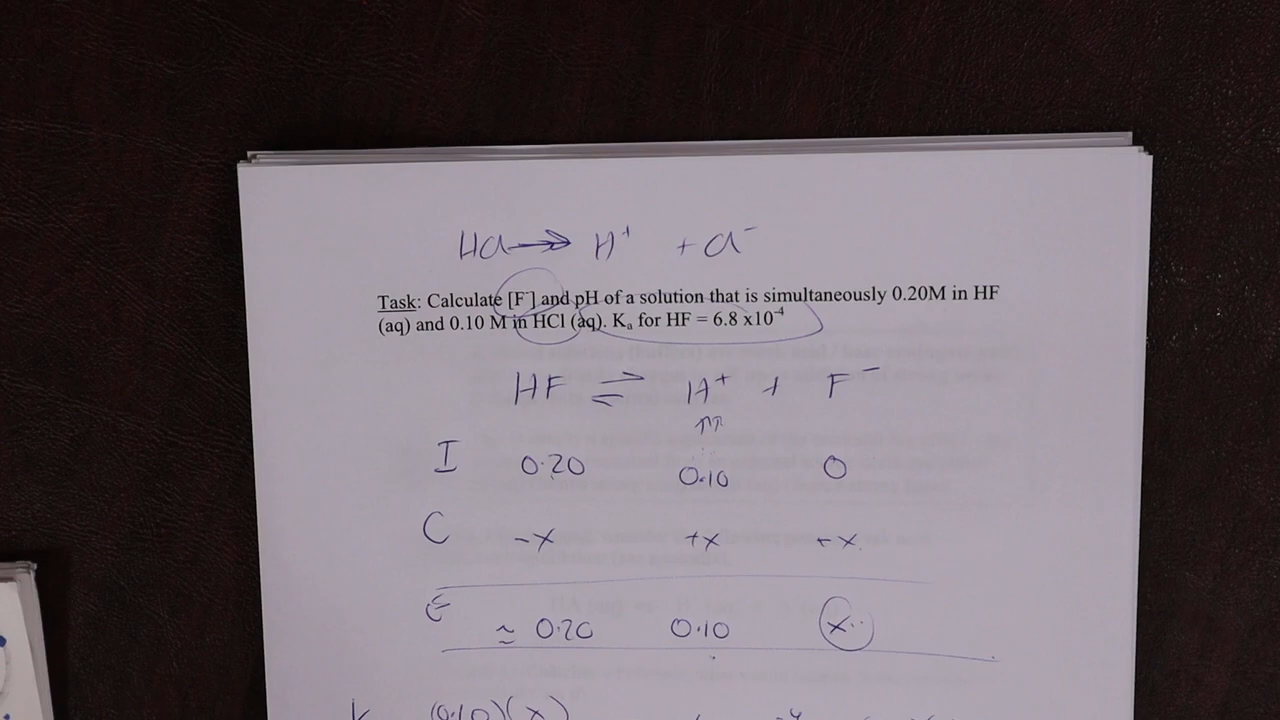 HCl → H⁺ + Cl⁻
Task: Calculate [F⁻] and pH of a solution that is simultaneously 0.20M in HF
(aq) and 0.10 M in HCl (aq). Kₐ for HF = 6.8 x10⁻⁴
HF ⇌ H⁺ + F⁻
↑↑
I 0.20 0.10 0
C -x +x +x
E ≈ 0.20 0.10 x
(0.10)(x)